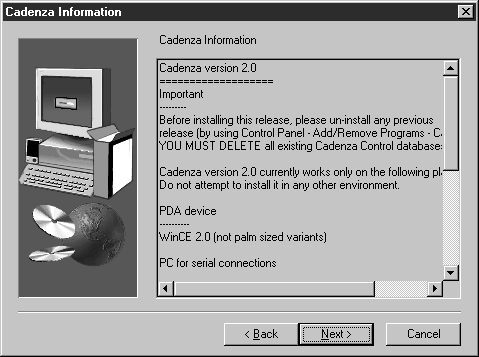 Cadenza Information
Cadenza Information
Cadenza version 2.0
===================
Important
---------
Before installing this release, please un-install any previous
release (by using Control Panel - Add/Remove Programs -
YOU MUST DELETE all existing Cadenza Control database
Cadenza version 2.0 currently works only on the following
Do not attempt to install it in any other environment.
PDA device
----------
WinCE 2.0 (not palm sized variants)
PC for serial connections
< Back
Next >
Cancel